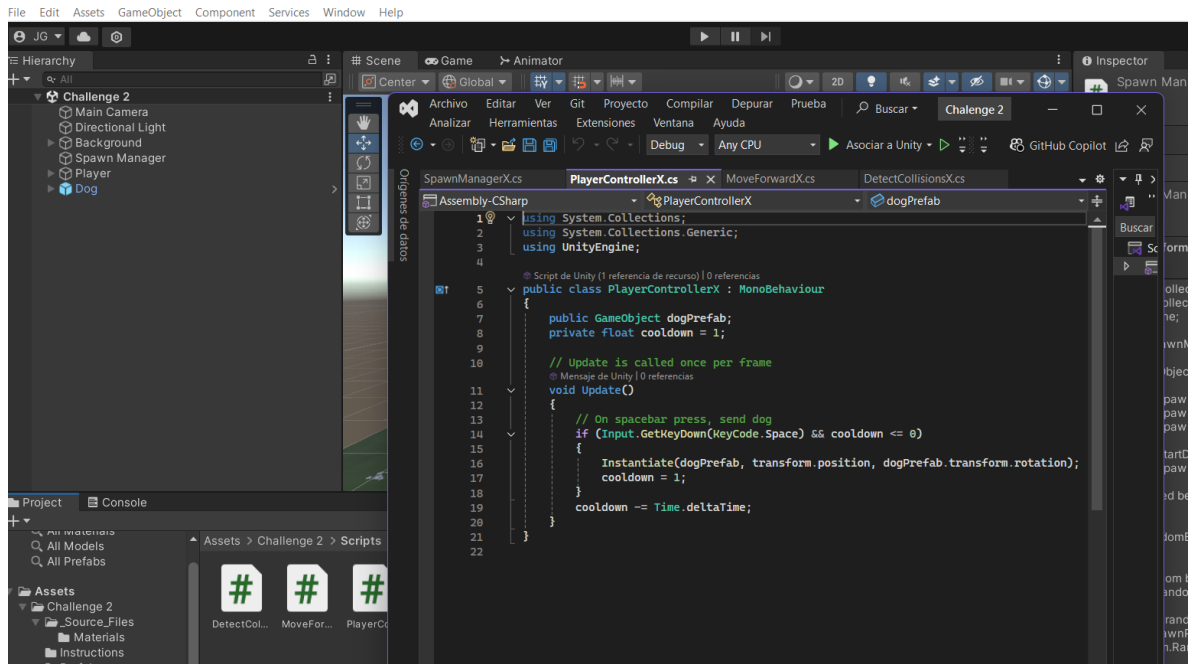 File Edit Assets GameObject Component Services Window Help
JG
Hierarchy
All
Challenge 2
Main Camera
Directional Light
Background
Spawn Manager
Player
Dog
Scene Game Animator
Center Global 2D
Inspector
Spawn Man
Archivo Editar Ver Git Proyecto Compilar Depurar Prueba Buscar Chalenge 2
Analizar Herramientas Extensiones Ventana Ayuda
Debug Any CPU Asociar a Unity GitHub Copilot
Orígenes de datos
SpawnManagerX.cs PlayerControllerX.cs MoveForwardX.cs DetectCollisionsX.cs
Assembly-CSharp PlayerControllerX dogPrefab
Buscar
1 using System.Collections;
2 using System.Collections.Generic;
3 using UnityEngine;
4
Script de Unity (1 referencia de recurso) | 0 referencias
5 public class PlayerControllerX : MonoBehaviour
6 {
7 public GameObject dogPrefab;
8 private float cooldown = 1;
9
10 // Update is called once per frame
Mensaje de Unity | 0 referencias
11 void Update()
12 {
13 // On spacebar press, send dog
14 if (Input.GetKeyDown(KeyCode.Space) && cooldown <= 0)
15 {
16 Instantiate(dogPrefab, transform.position, dogPrefab.transform.rotation);
17 cooldown = 1;
18 }
19 cooldown -= Time.deltaTime;
20 }
21 }
22
Project Console
All Materials
All Models
All Prefabs
Assets
Challenge 2
_Source_Files
Materials
Instructions
Assets > Challenge 2 > Scripts
DetectCol... MoveFor... PlayerCo